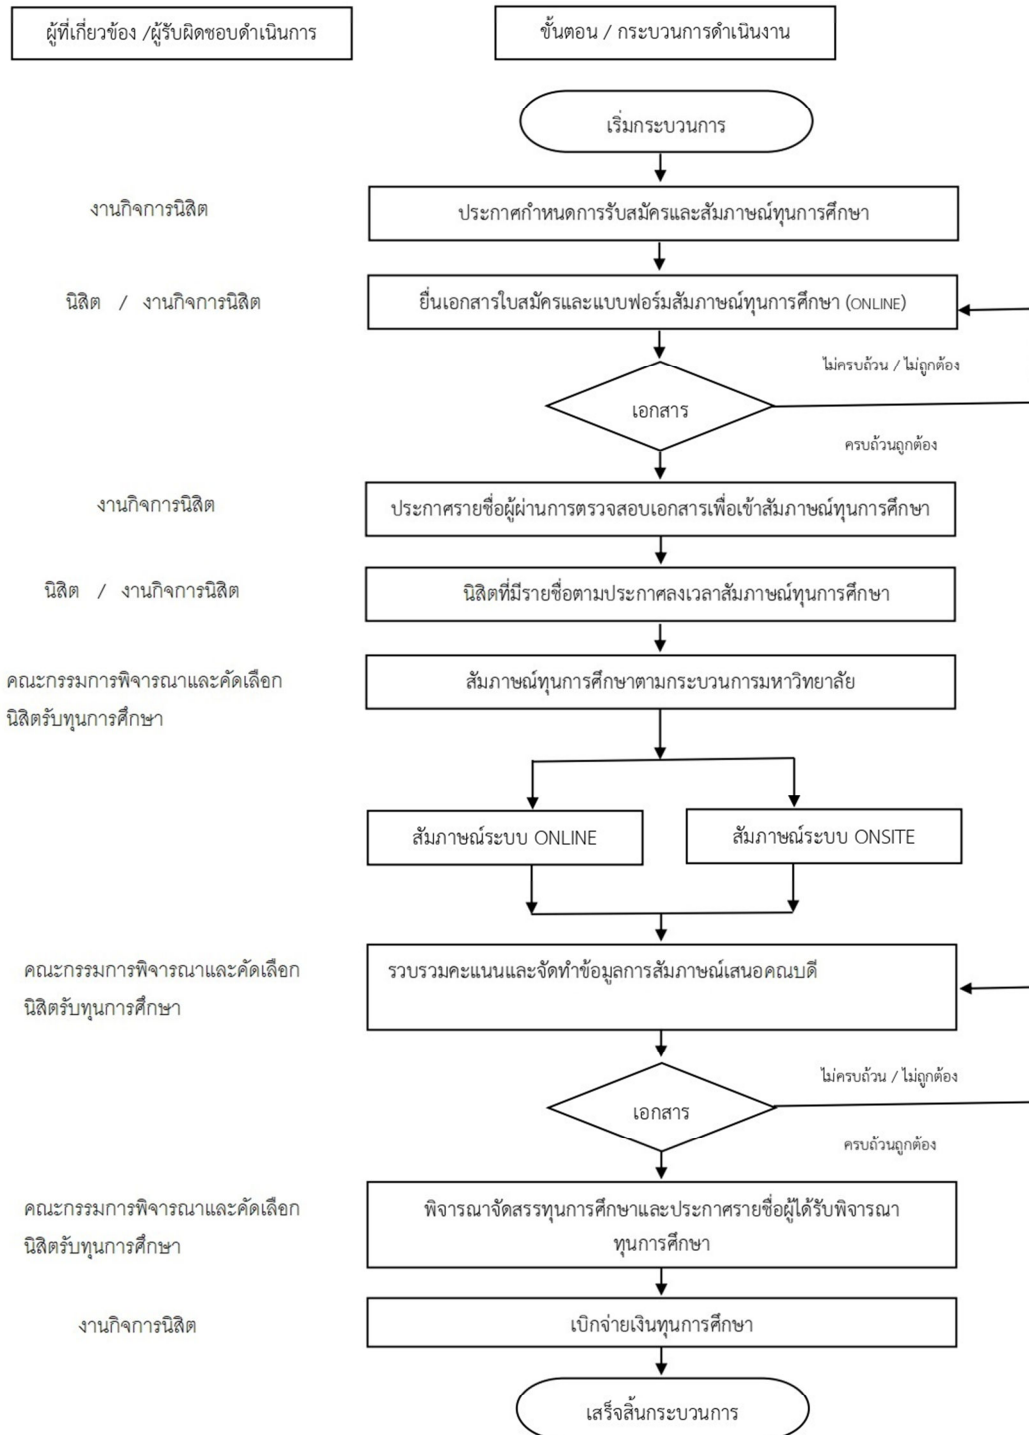 ผู้ที่เกี่ยวข้อง /ผู้รับผิดชอบดำเนินการ
ขั้นตอน / กระบวนการดำเนินงาน
เริ่มกระบวนการ
งานกิจการนิสิต
ประกาศกำหนดการรับสมัครและสัมภาษณ์ทุนการศึกษา
นิสิต / งานกิจการนิสิต
ยื่นเอกสารใบสมัครและแบบฟอร์มสัมภาษณ์ทุนการศึกษา (ONLINE)
ไม่ครบถ้วน / ไม่ถูกต้อง
เอกสาร
ครบถ้วนถูกต้อง
งานกิจการนิสิต
ประกาศรายชื่อผู้ผ่านการตรวจสอบเอกสารเพื่อเข้าสัมภาษณ์ทุนการศึกษา
นิสิต / งานกิจการนิสิต
นิสิตที่มีรายชื่อตามประกาศลงเวลาสัมภาษณ์ทุนการศึกษา
คณะกรรมการพิจารณาและคัดเลือก
นิสิตรับทุนการศึกษา
สัมภาษณ์ทุนการศึกษาตามกระบวนการมหาวิทยาลัย
สัมภาษณ์ระบบ ONLINE
สัมภาษณ์ระบบ ONSITE
คณะกรรมการพิจารณาและคัดเลือก
นิสิตรับทุนการศึกษา
รวบรวมคะแนนและจัดทำข้อมูลการสัมภาษณ์เสนอคณบดี
ไม่ครบถ้วน / ไม่ถูกต้อง
เอกสาร
ครบถ้วนถูกต้อง
คณะกรรมการพิจารณาและคัดเลือก
นิสิตรับทุนการศึกษา
พิจารณาจัดสรรทุนการศึกษาและประกาศรายชื่อผู้ได้รับพิจารณา
ทุนการศึกษา
งานกิจการนิสิต
เบิกจ่ายเงินทุนการศึกษา
เสร็จสิ้นกระบวนการ